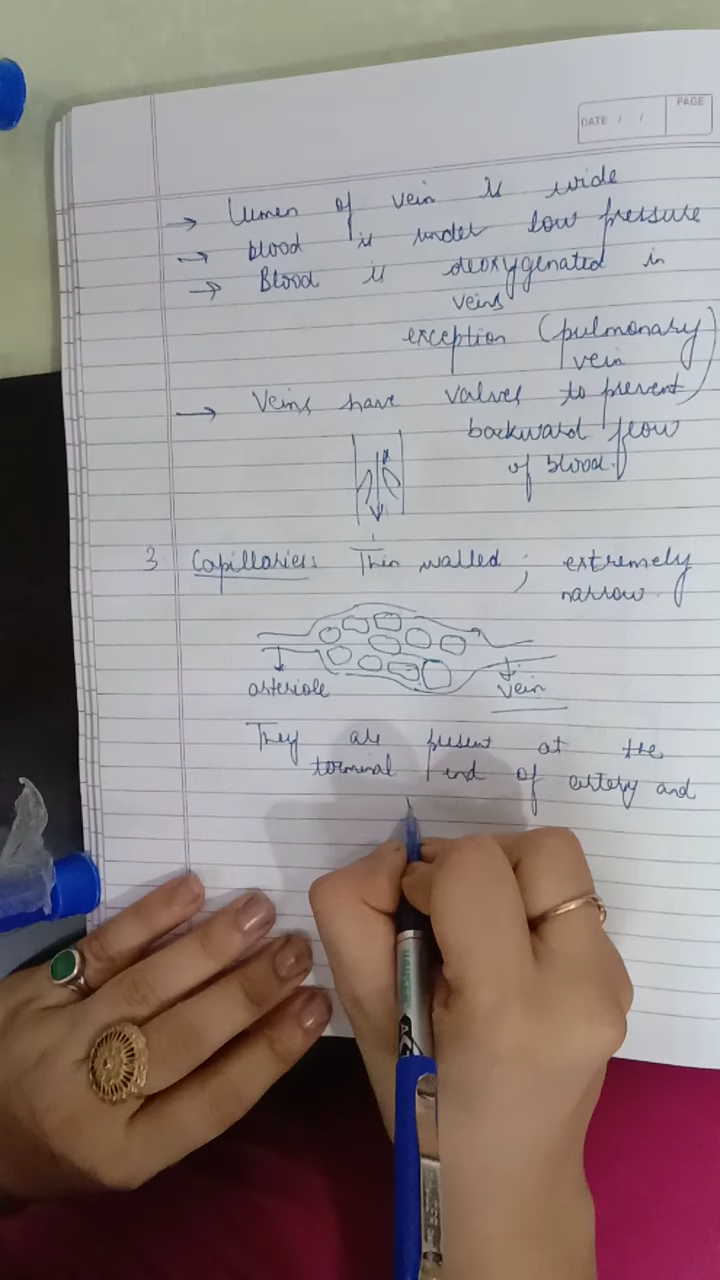 PAGE
DATE / /
→ lumen of vein is wide
→ blood is under low pressure
→ Blood is deoxygenated in
veins
exception (pulmonary
vein)
→ Veins have valves to prevent
backward flow
of blood.
3 Capillaries: Thin walled ; extremely
narrow.
arteriole
vein
They are present at the
terminal end of artery and